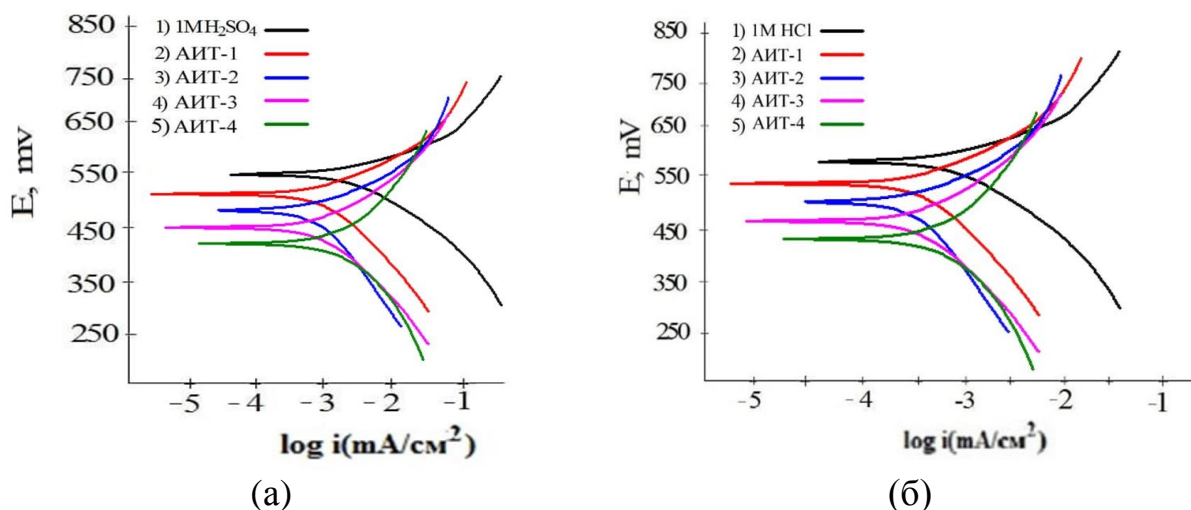 850
750
650
550
450
350
250
E, mv
1) 1MH₂SO₄
2) АИТ-1
3) АИТ-2
4) АИТ-3
5) АИТ-4
-5
-4
-3
-2
-1
log i(mA/см²)
(а)
850
750
650
550
450
350
250
E, mV
1) 1M HCl
2) АИТ-1
3) АИТ-2
4) АИТ-3
5) АИТ-4
-5
-4
-3
-2
-1
log i(mA/см²)
(б)